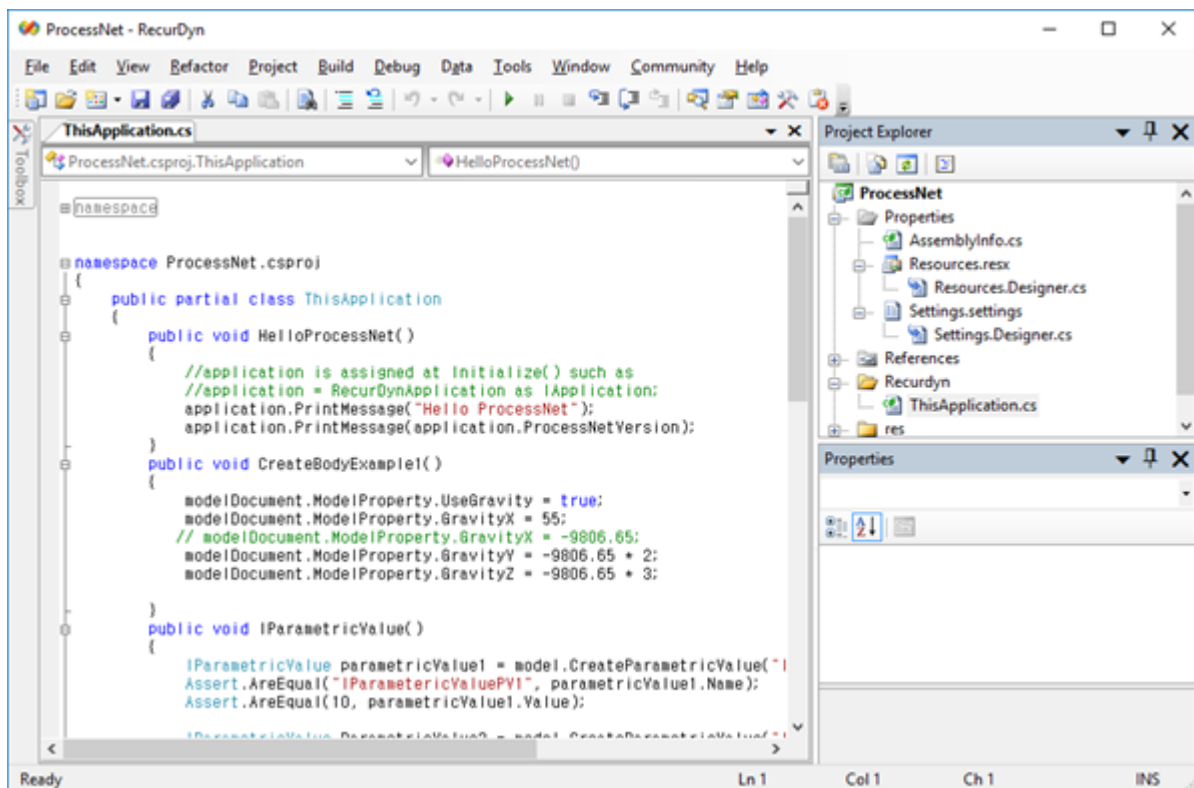 ProcessNet - RecurDyn
File Edit View Refactor Project Build Debug Data Tools Window Community Help
Toolbox
ThisApplication.cs
ProcessNet.csproj.ThisApplication
HelloProcessNet()
namespace
namespace ProcessNet.csproj
{
public partial class ThisApplication
{
public void HelloProcessNet()
{
//application is assigned at Initialize() such as
//application = RecurDynApplication as IApplication;
application.PrintMessage("Hello ProcessNet");
application.PrintMessage(application.ProcessNetVersion);
}
public void CreateBodyExample1()
{
modelDocument.ModelProperty.UseGravity = true;
modelDocument.ModelProperty.GravityX = 55;
// modelDocument.ModelProperty.GravityX = -9806.65;
modelDocument.ModelProperty.GravityY = -9806.65 + 2;
modelDocument.ModelProperty.GravityZ = -9806.65 + 3;
}
public void IParametricValue()
{
IParametricValue parametricValue1 = model.CreateParametricValue("I
Assert.AreEqual("IParametericValuePV1", parametricValue1.Name);
Assert.AreEqual(10, parametricValue1.Value);
Project Explorer
ProcessNet
Properties
AssemblyInfo.cs
Resources.resx
Resources.Designer.cs
Settings.settings
Settings.Designer.cs
References
Recurdyn
ThisApplication.cs
res
Properties
Ready Ln 1 Col 1 Ch 1 INS